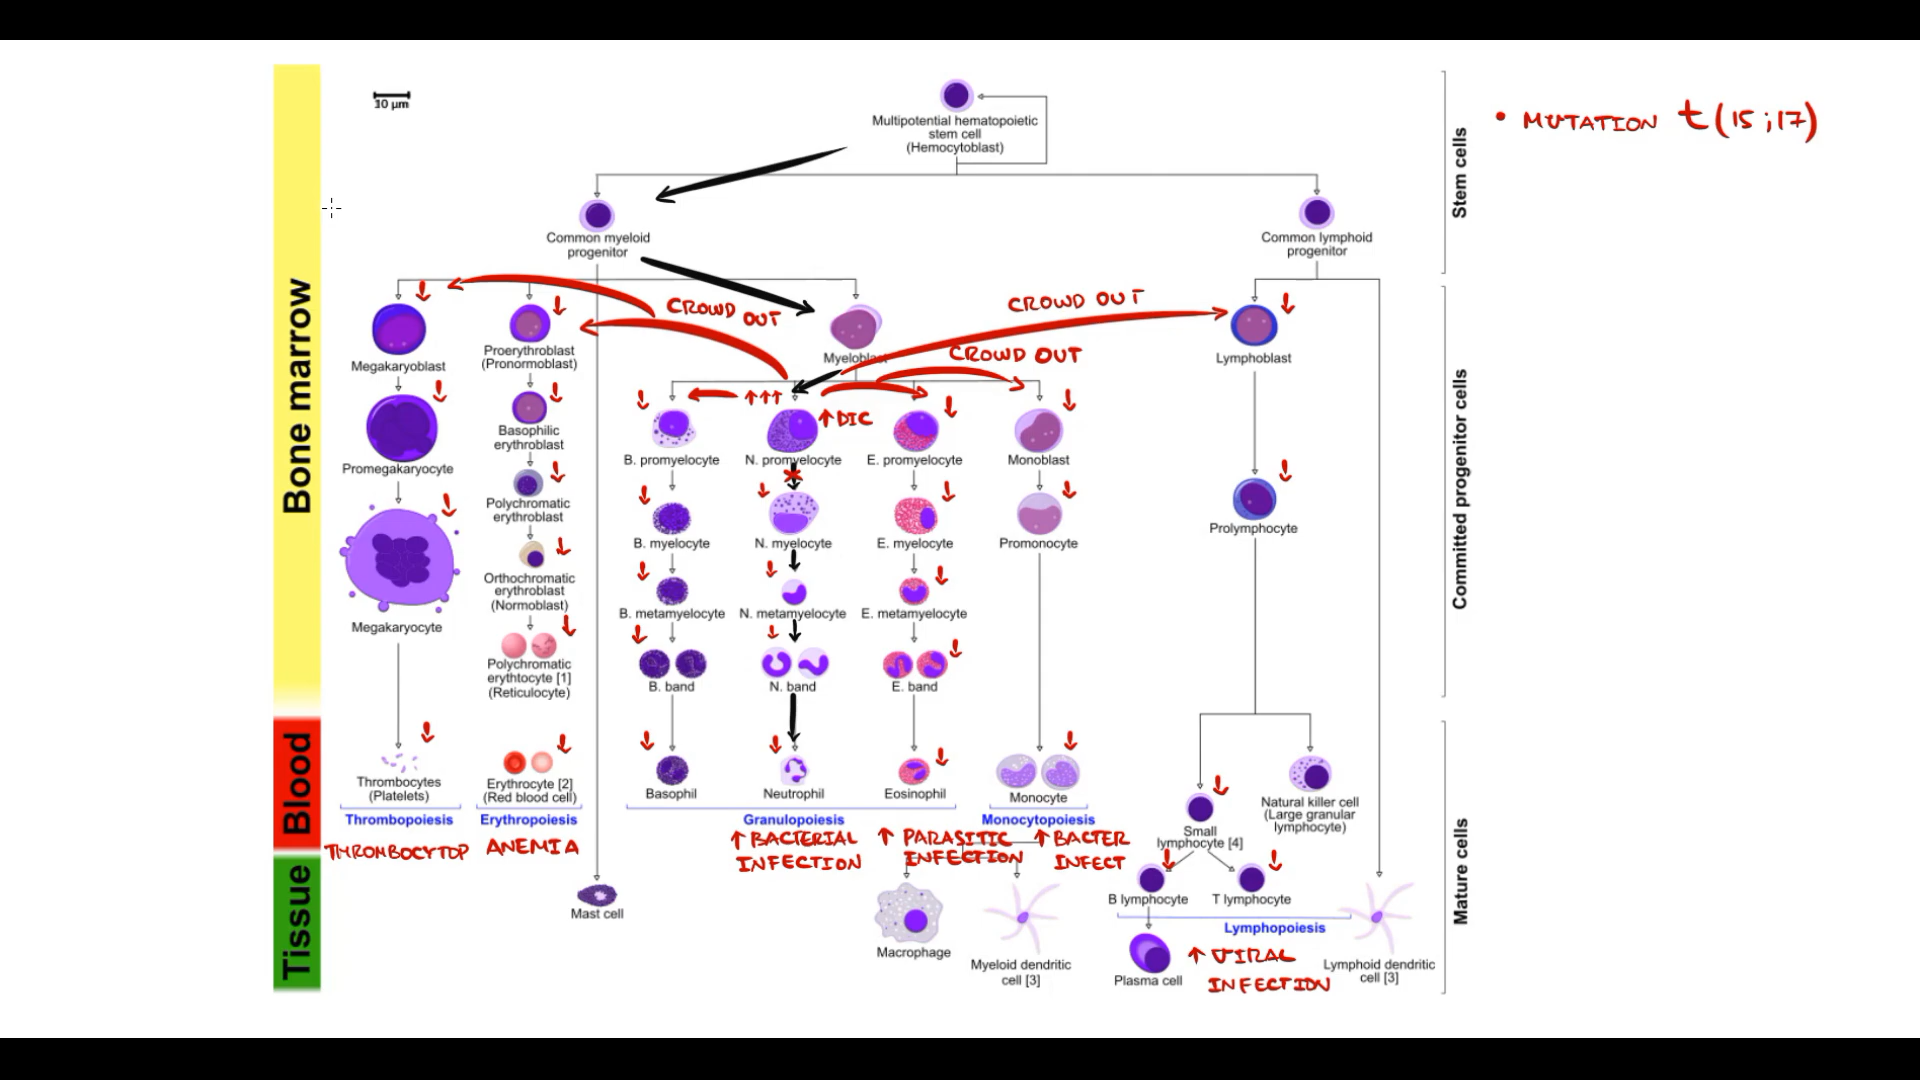 10 µm
Multipotential hematopoietic
stem cell
(Hemocytoblast)
• MUTATION t(15;17)
Stem cells
Common myeloid
progenitor
Common lymphoid
progenitor
Bone marrow
CROWD OUT
CROWD OUT
CROWD OUT
Megakaryoblast
Proerythroblast
(Pronormoblast)
Myeloblast
Lymphoblast
Committed progenitor cells
↑↑↑
↑ DIC
Promegakaryocyte
Basophilic
erythroblast
B. promyelocyte
N. promyelocyte
E. promyelocyte
Monoblast
Polychromatic
erythroblast
B. myelocyte
N. myelocyte
E. myelocyte
Promonocyte
Prolymphocyte
Orthochromatic
erythroblast
(Normoblast)
B. metamyelocyte
N. metamyelocyte
E. metamyelocyte
Megakaryocyte
Polychromatic
erythtocyte [1]
(Reticulocyte)
B. band
N. band
E. band
Blood
Thrombocytes
(Platelets)
Erythrocyte [2]
(Red blood cell)
Basophil
Neutrophil
Eosinophil
Monocyte
Small
lymphocyte [4]
Natural killer cell
(Large granular
lymphocyte)
Thrombopoiesis
Erythropoiesis
Granulopoiesis
Monocytopoiesis
THROMBOCYTOP
ANEMIA
↑ BACTERIAL
INFECTION
↑ PARASITIC
INFECTION
↑ BACTER
INFECT
Mature cells
Tissue
Mast cell
Macrophage
Myeloid dendritic
cell [3]
B lymphocyte
T lymphocyte
Lymphopoiesis
Plasma cell
↑ VIRAL
INFECTION
Lymphoid dendritic
cell [3]